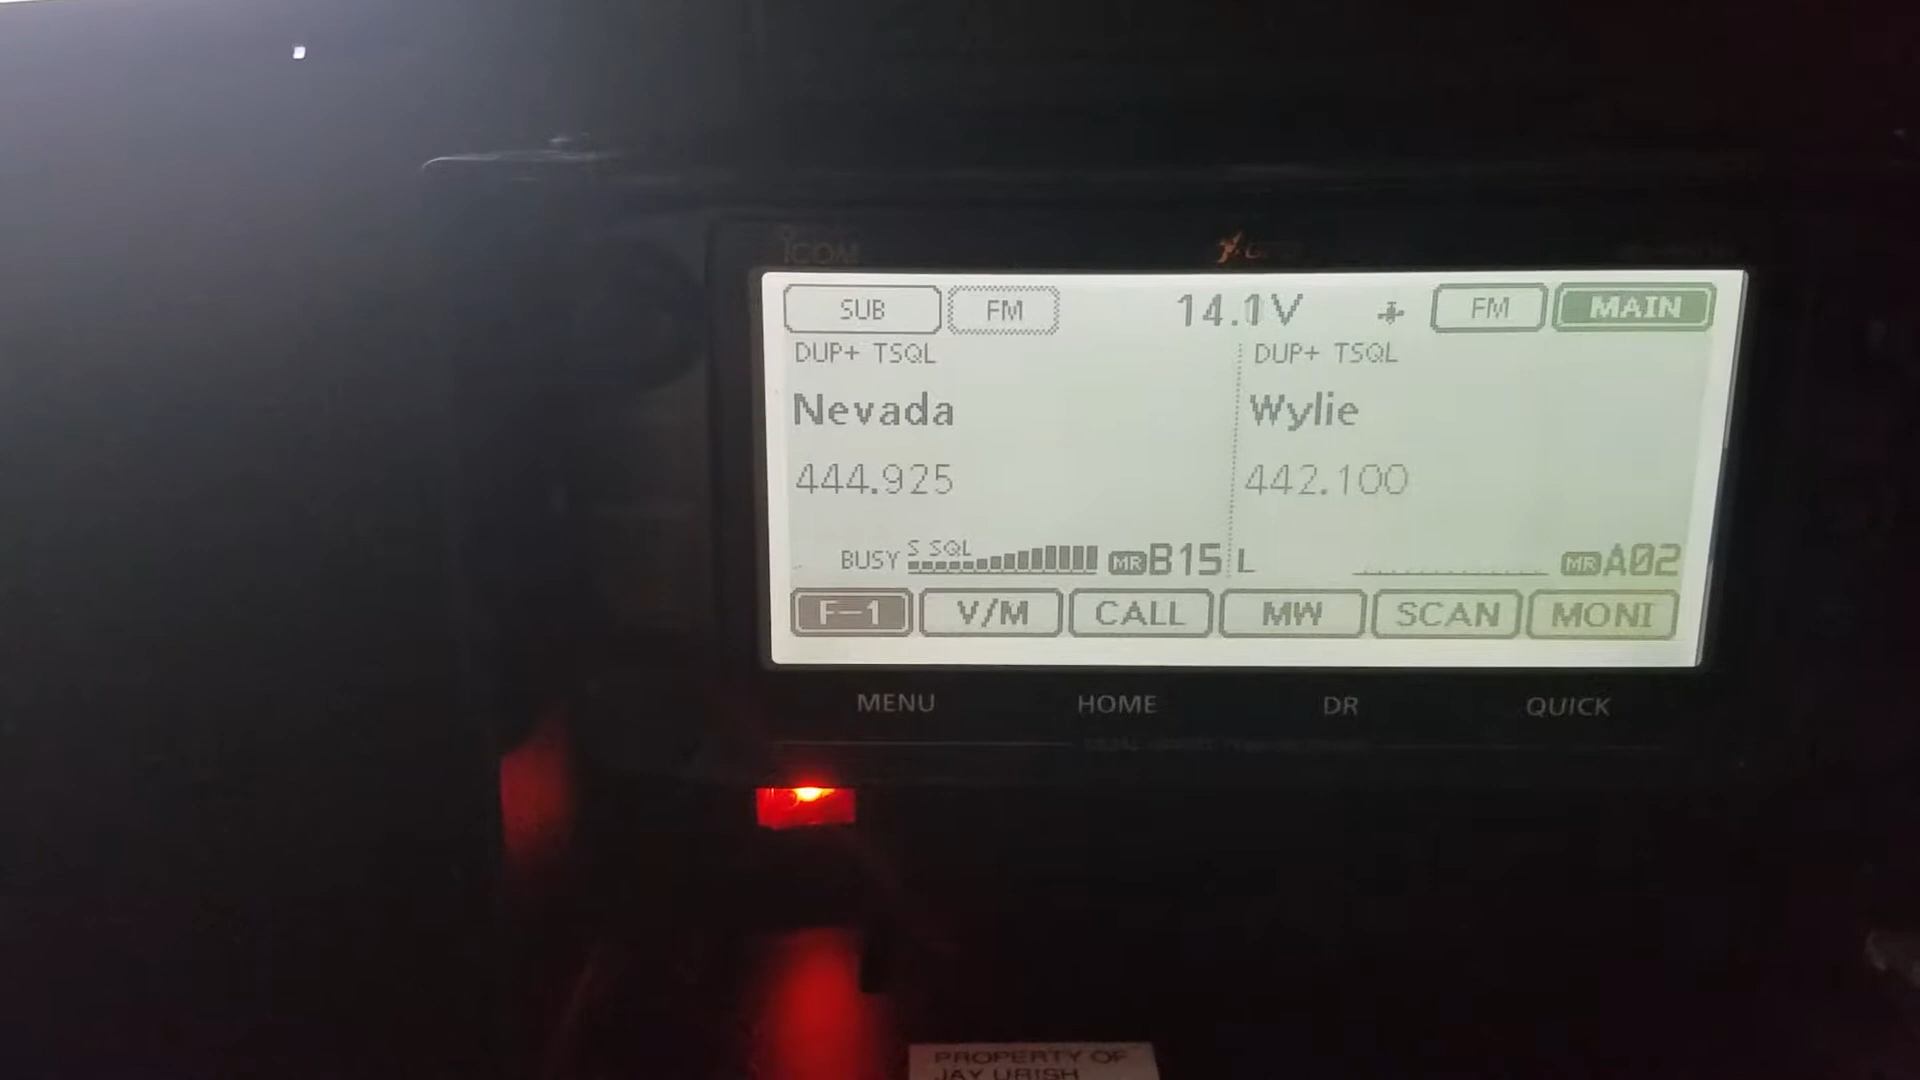 ICOM
SUB FM 14.1V FM MAIN
DUP+ TSQL DUP+ TSQL
Nevada Wylie
444.925 442.100
BUSY S SQL MR B15 L MR A02
F-1 V/M CALL MW SCAN MONI
MENU HOME DR QUICK
PROPERTY OF
JAY URISH